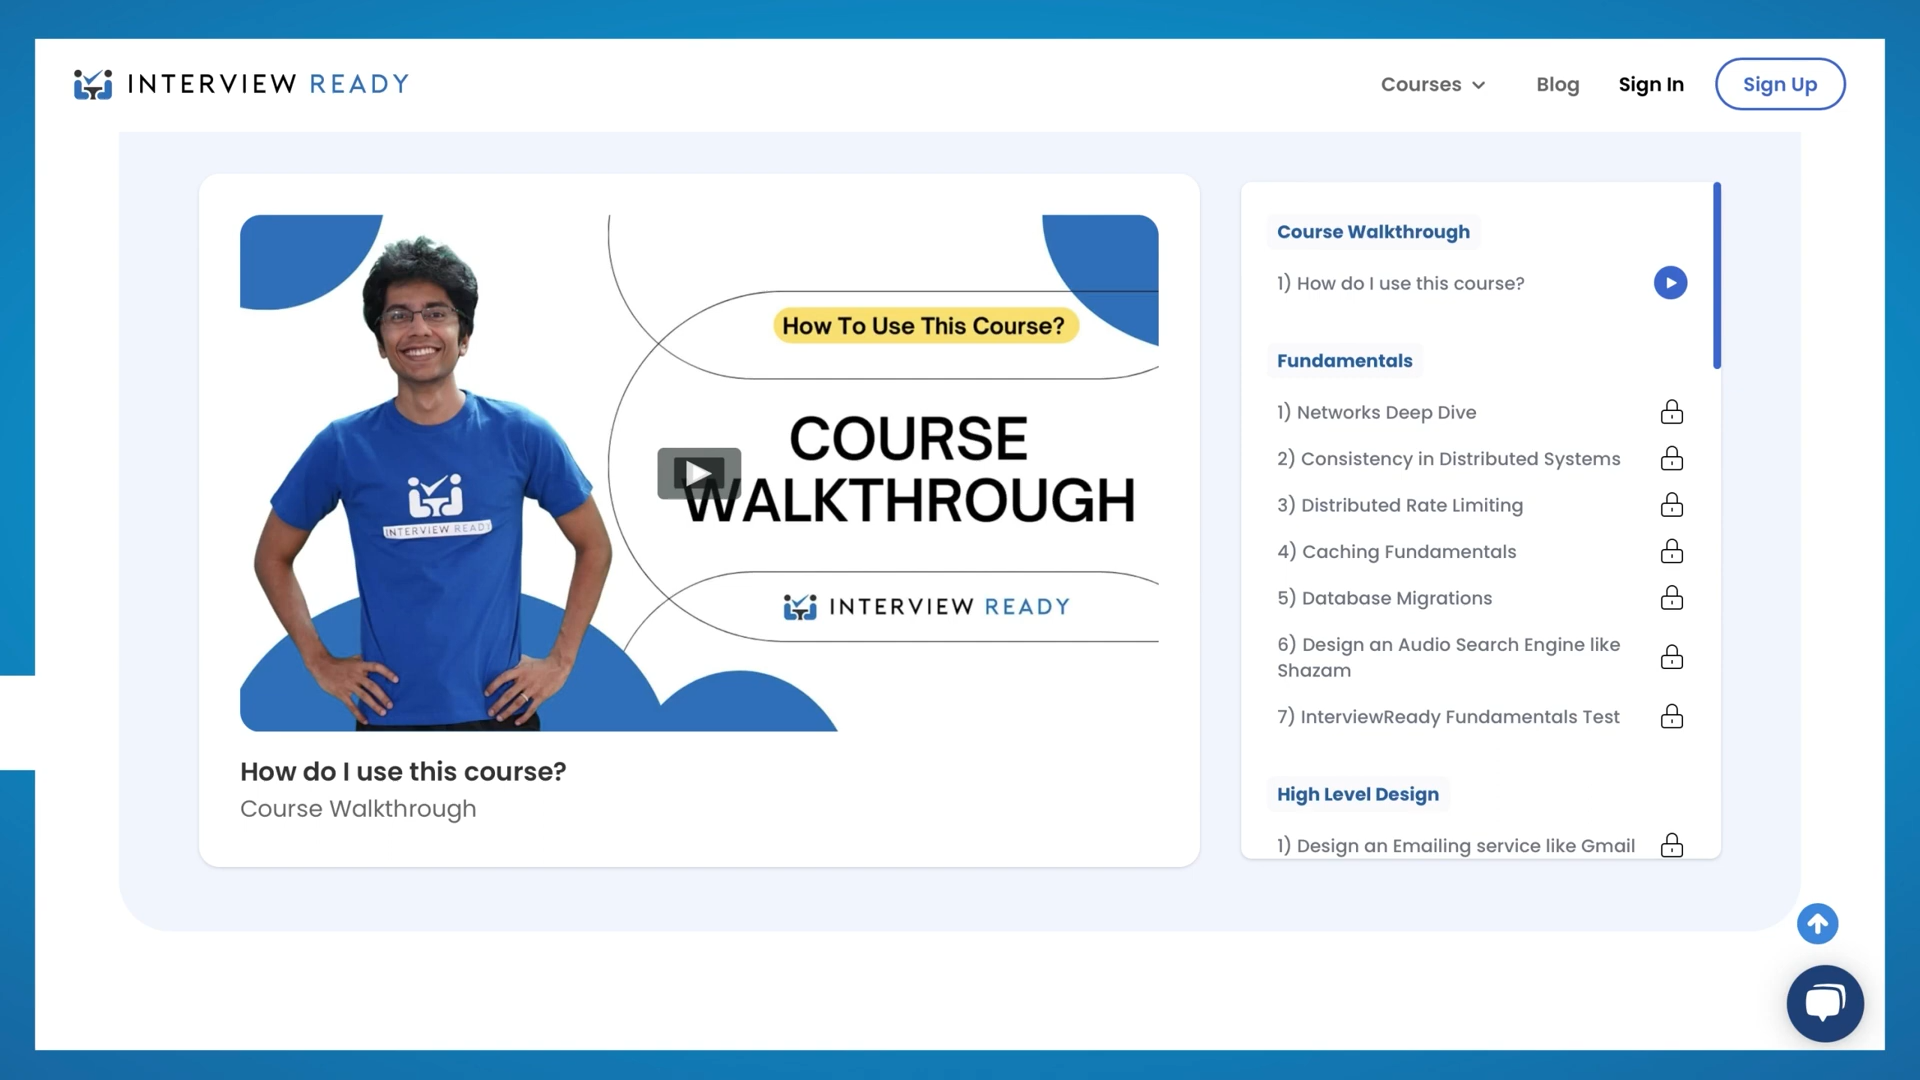 INTERVIEW READY
Courses
Blog
Sign In
Sign Up
How To Use This Course?
COURSE
WALKTHROUGH
INTERVIEW READY
INTERVIEW READY
How do I use this course?
Course Walkthrough
Course Walkthrough
1) How do I use this course?
Fundamentals
1) Networks Deep Dive
2) Consistency in Distributed Systems
3) Distributed Rate Limiting
4) Caching Fundamentals
5) Database Migrations
6) Design an Audio Search Engine like
Shazam
7) InterviewReady Fundamentals Test
High Level Design
1) Design an Emailing service like Gmail